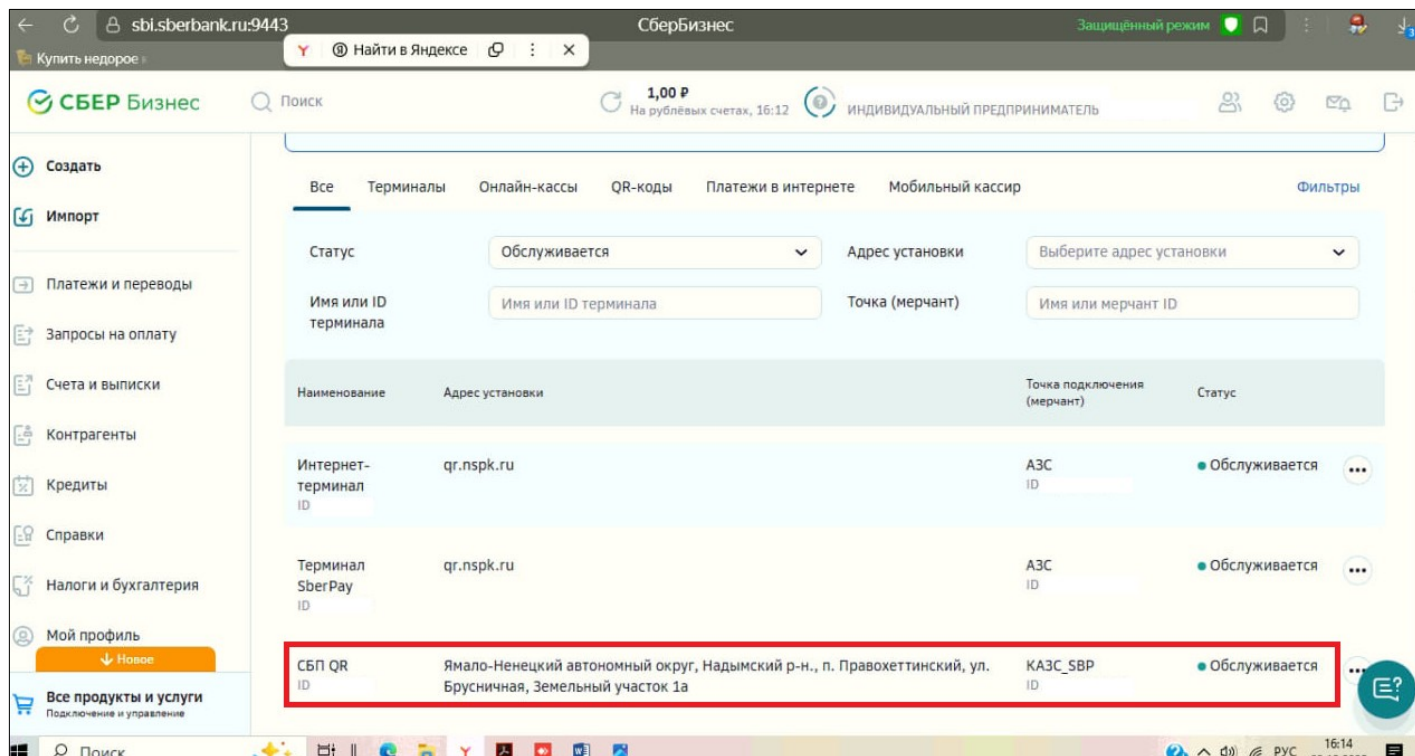 sbi.sberbank.ru:9443
СберБизнес
Защищённый режим
Купить недорое
Найти в Яндексе
СБЕР Бизнес
Поиск
1,00 ₽
На рублёвых счетах, 16:12
ИНДИВИДУАЛЬНЫЙ ПРЕДПРИНИМАТЕЛЬ
Создать
Импорт
Платежи и переводы
Запросы на оплату
Счета и выписки
Контрагенты
Кредиты
Справки
Налоги и бухгалтерия
Мой профиль
Новое
Все продукты и услуги
Подключение и управление
Все Терминалы Онлайн-кассы QR-коды Платежи в интернете Мобильный кассир Фильтры
Статус Обслуживается Адрес установки Выберите адрес установки
Имя или ID
терминала
Имя или ID терминала
Точка (мерчант) Имя или мерчант ID
Наименование Адрес установки
Точка подключения
(мерчант)
Статус
Интернет-
терминал
ID
qr.nspk.ru
АЗС
ID
Обслуживается
Терминал
SberPay
ID
qr.nspk.ru
АЗС
ID
Обслуживается
СБП QR
ID
Ямало-Ненецкий автономный округ, Надымский р-н., п. Правохеттинский, ул.
Брусничная, Земельный участок 1а
КАЗС_SBP
ID
Обслуживается
Поиск
РУС
16:14